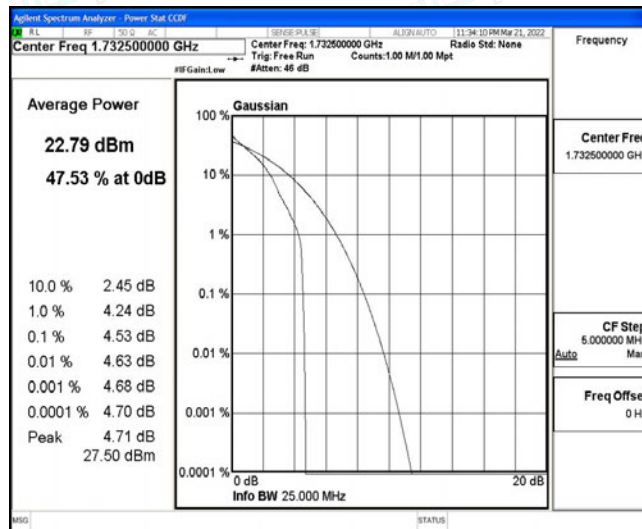 Agilent Spectrum Analyzer - Power Stat CCDF
RL RF 50 Ω AC SENSE:PULSE ALIGN AUTO 11:34:10 PM Mar 21, 2022
Center Freq 1.732500000 GHz
Center Freq: 1.732500000 GHz Radio Std: None
Trig: Free Run Counts:1.00 M/1.00 Mpt
#IFGain:Low #Atten: 46 dB
Frequency
Average Power
22.79 dBm
47.53 % at 0dB
10.0 % 2.45 dB
1.0 % 4.24 dB
0.1 % 4.53 dB
0.01 % 4.63 dB
0.001 % 4.68 dB
0.0001 % 4.70 dB
Peak 4.71 dB
27.50 dBm
Gaussian
100 %
10 %
1 %
0.1 %
0.01 %
0.001 %
0.0001 %
0 dB 20 dB
Info BW 25.000 MHz
Center Freq
1.732500000 GH
CF Step
5.000000 MH
Auto Ma
Freq Offse
0 H
MSG STATUS